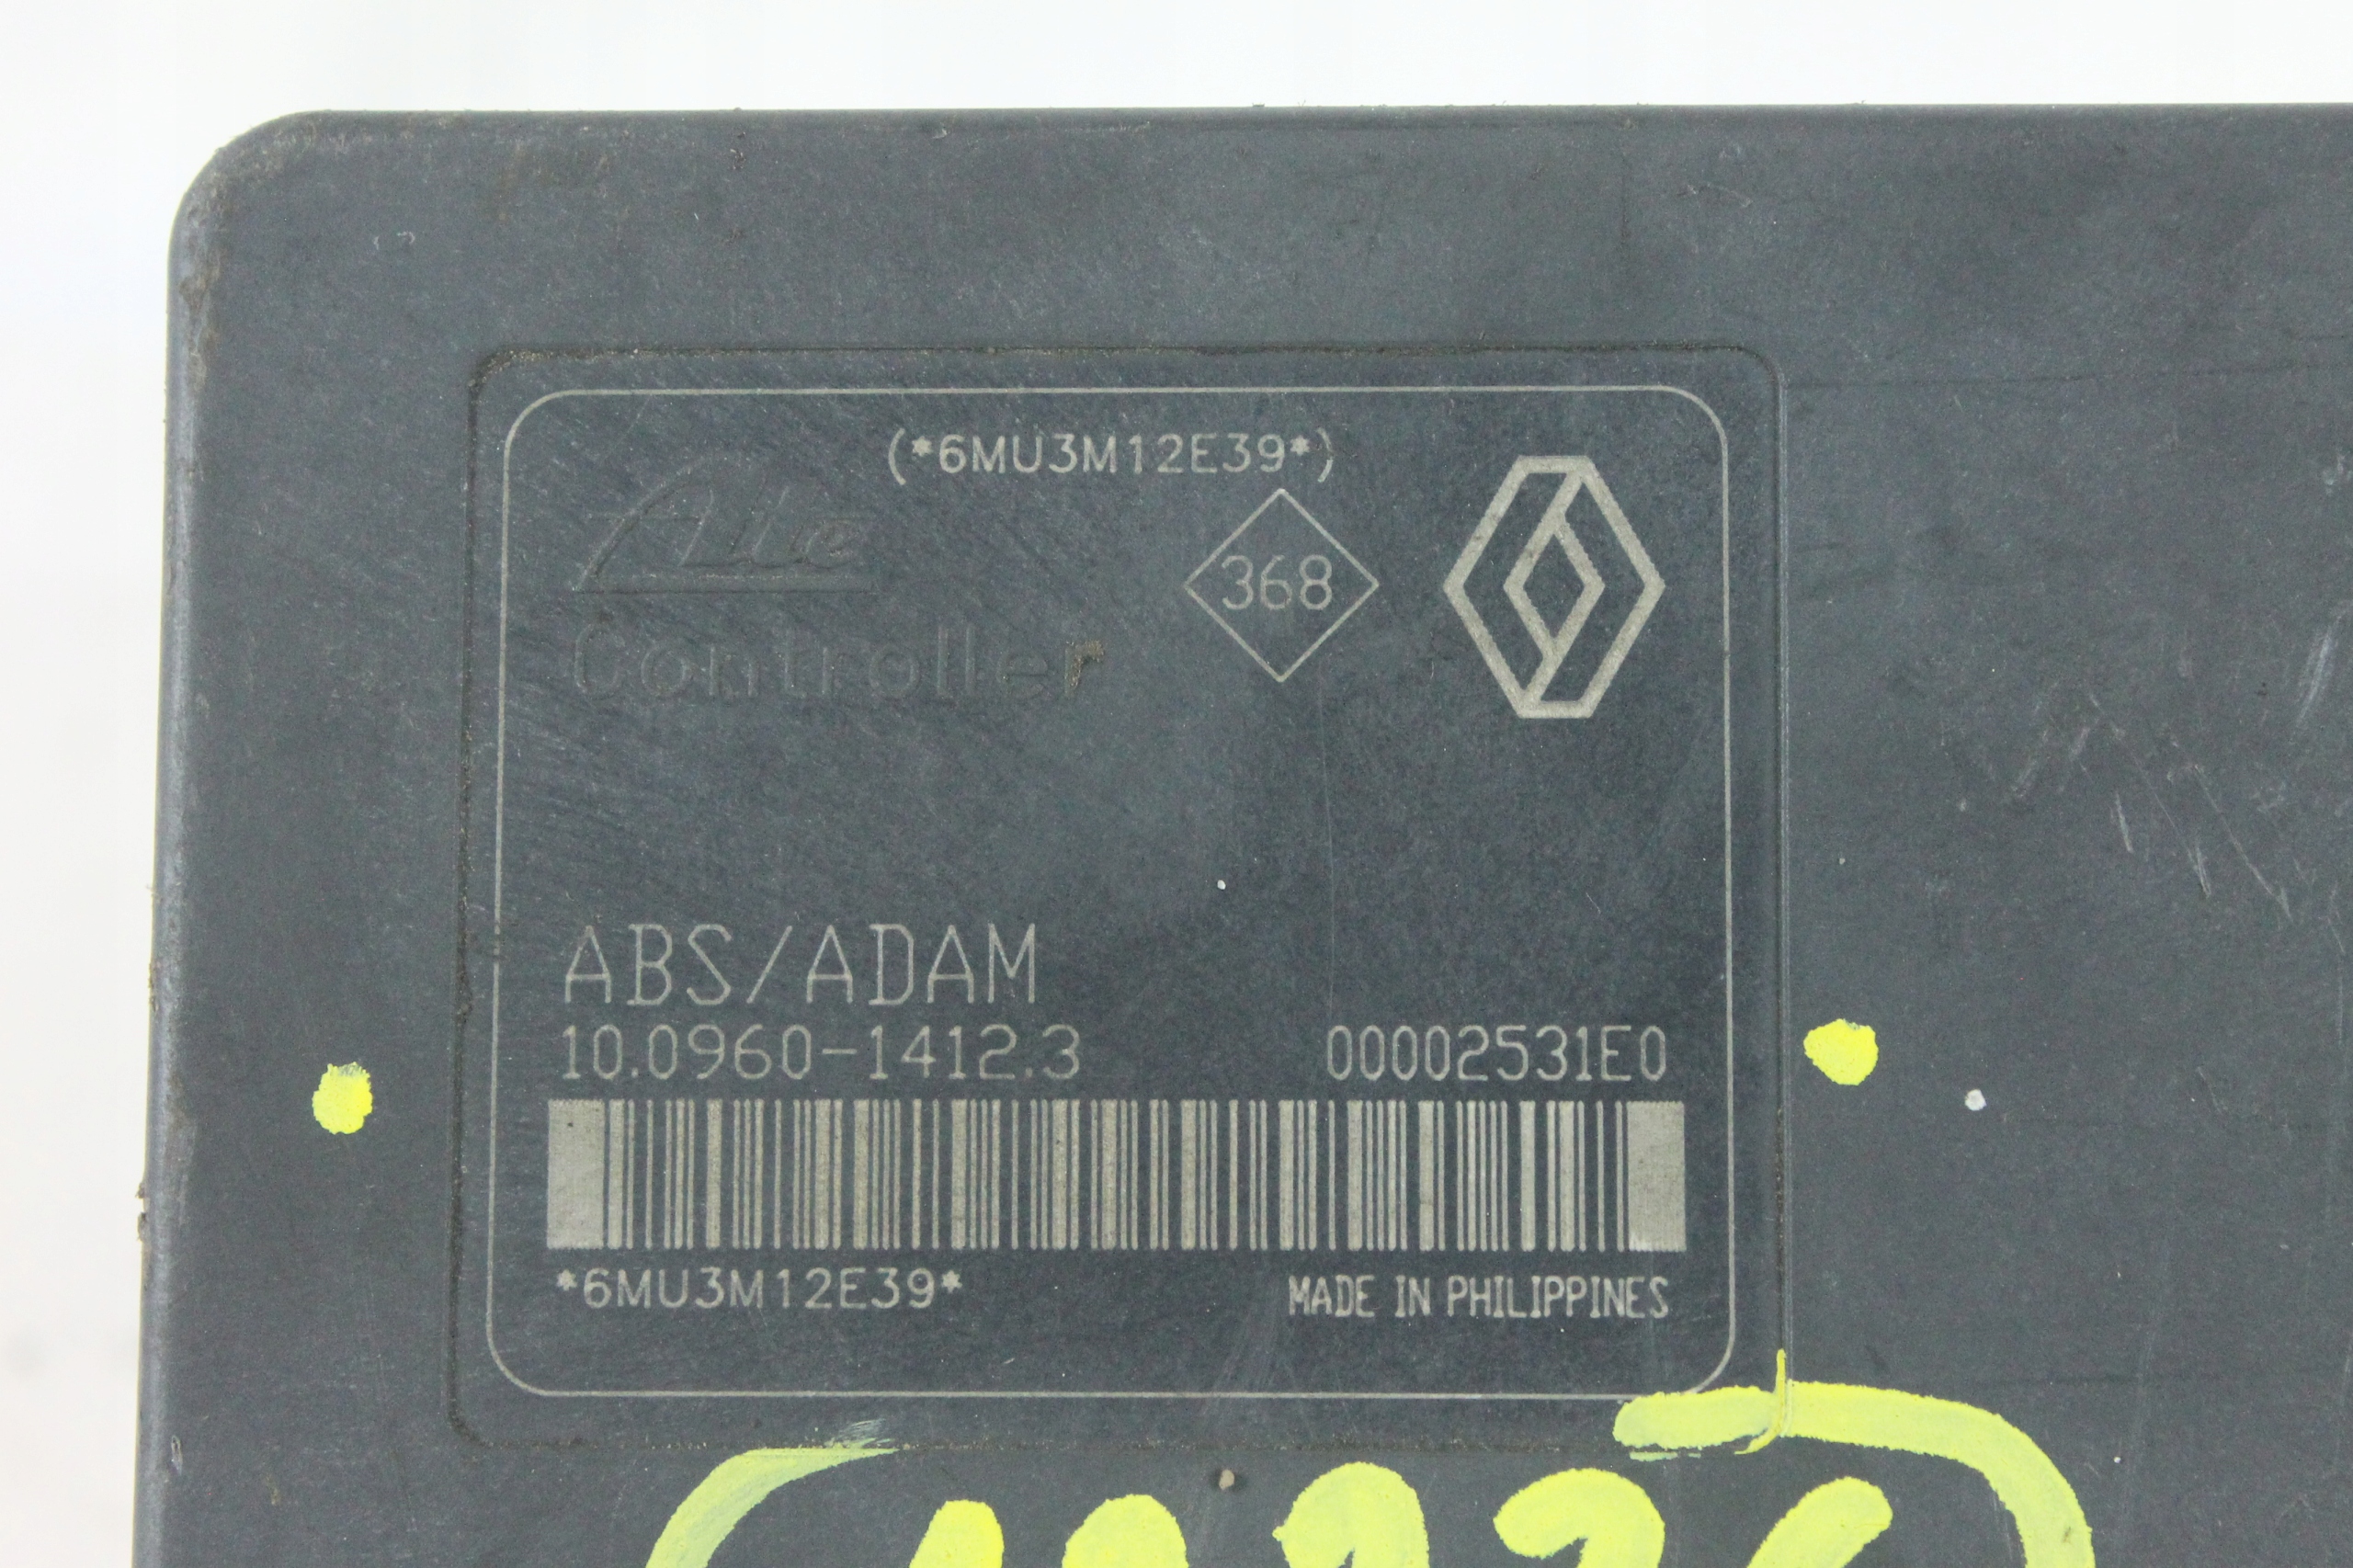 (*6MU3M12E39*)
Ate
368
Controller
ABS/ADAM
10.0960-1412.3 00002531E0
*6MU3M12E39* MADE IN PHILIPPINES